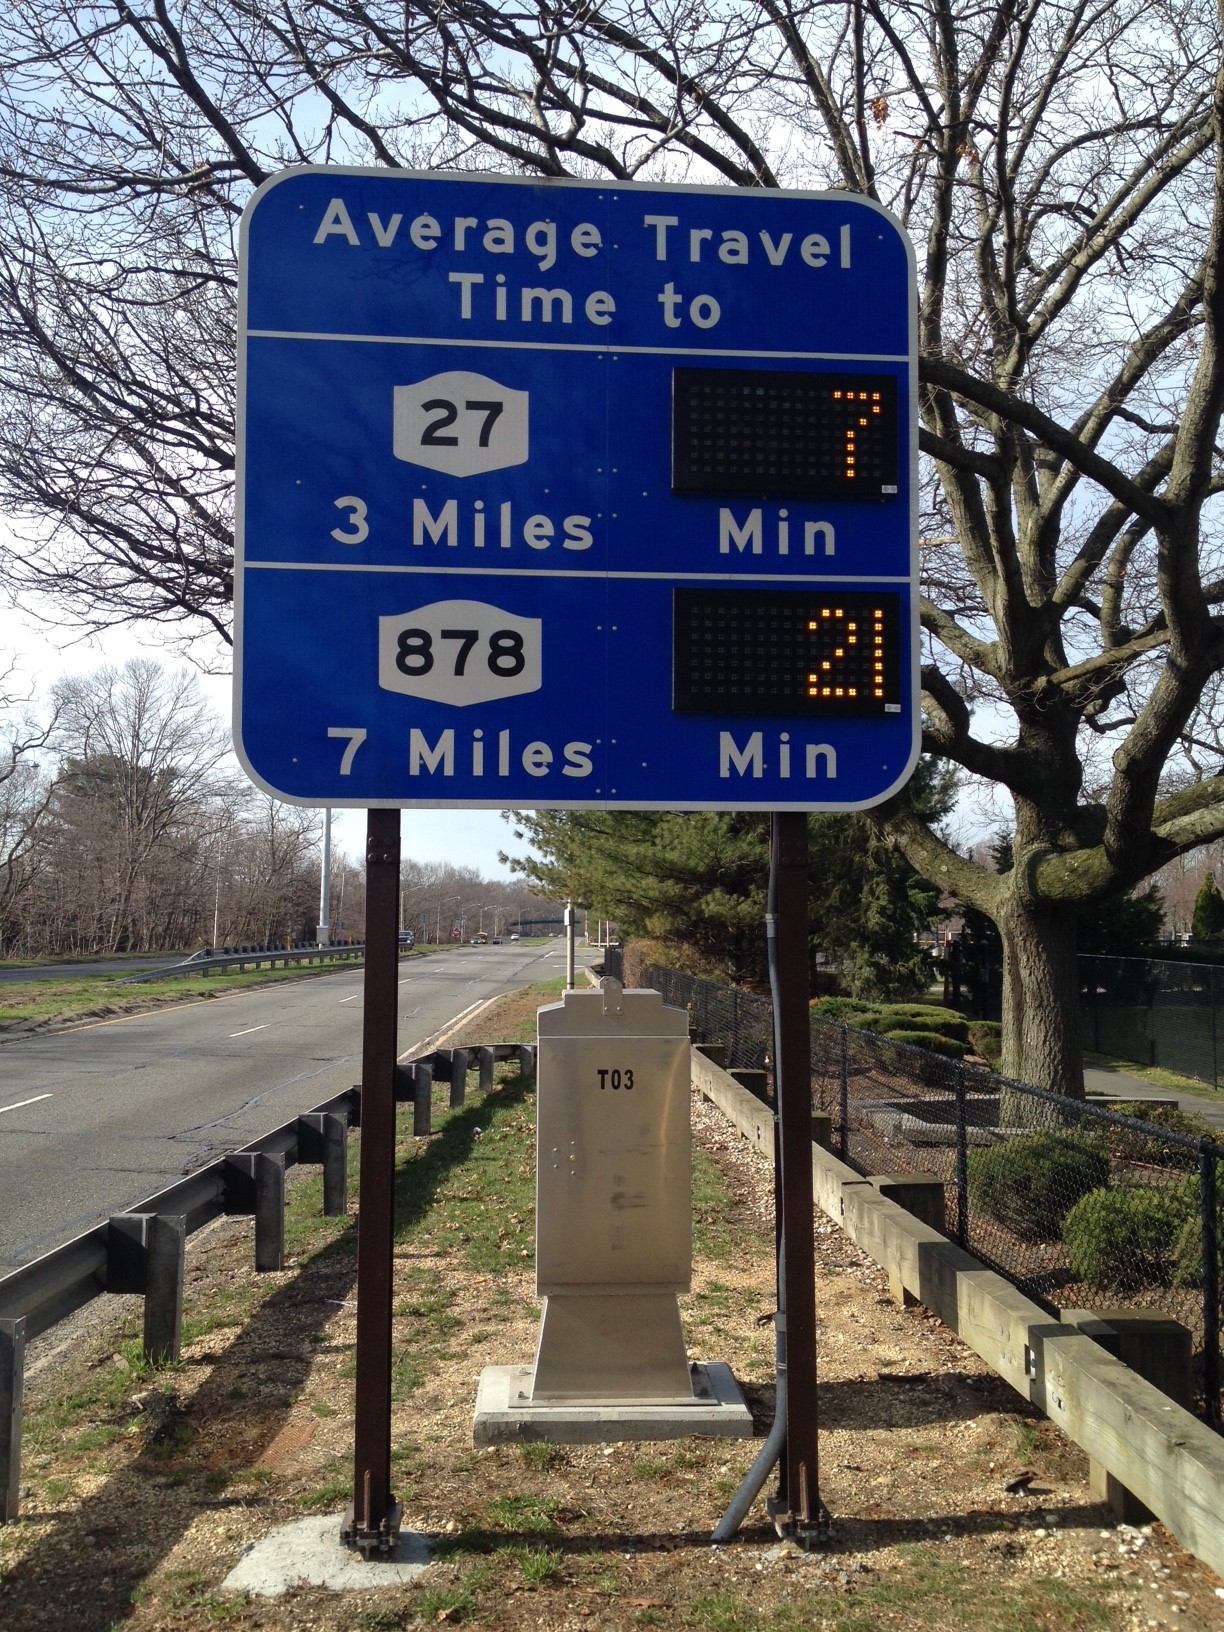 Average Travel
Time to
27
7
3 Miles
Min
878
21
7 Miles
Min
T03